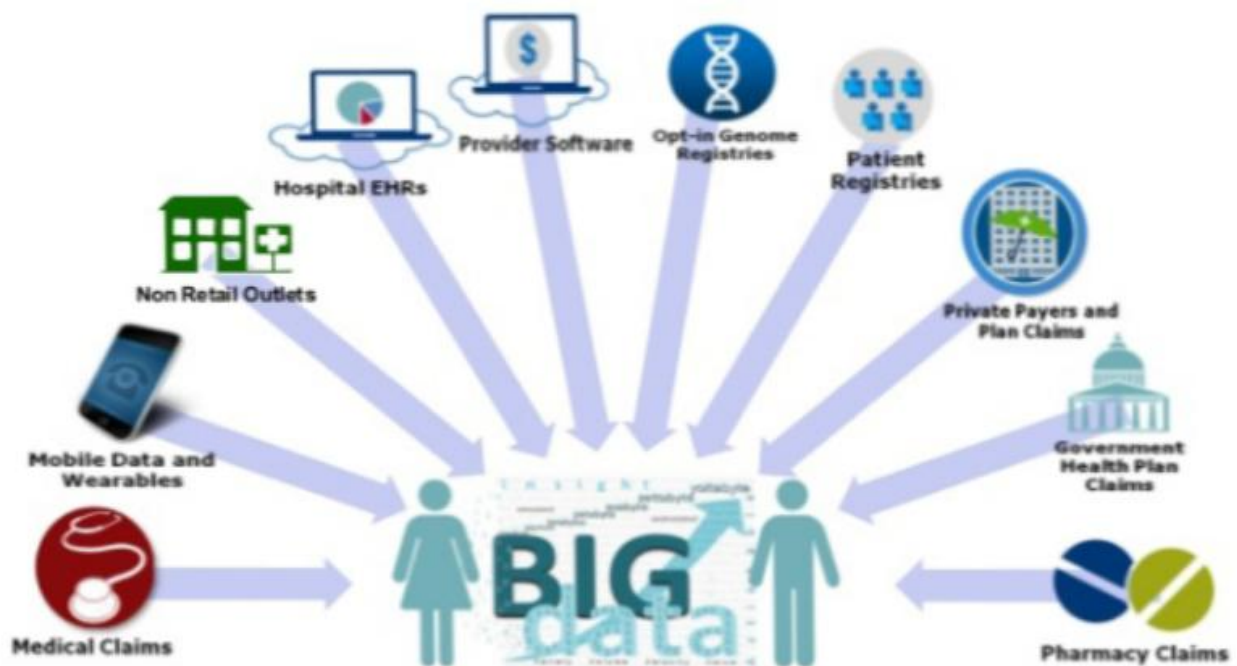 Provider Software
Opt-in Genome
Registries
Patient
Registries
Hospital EHRs
Non Retail Outlets
Private Payers and
Plan Claims
Mobile Data and
Wearables
Government
Health Plan
Claims
Medical Claims
Pharmacy Claims
insight
BIG
data
$